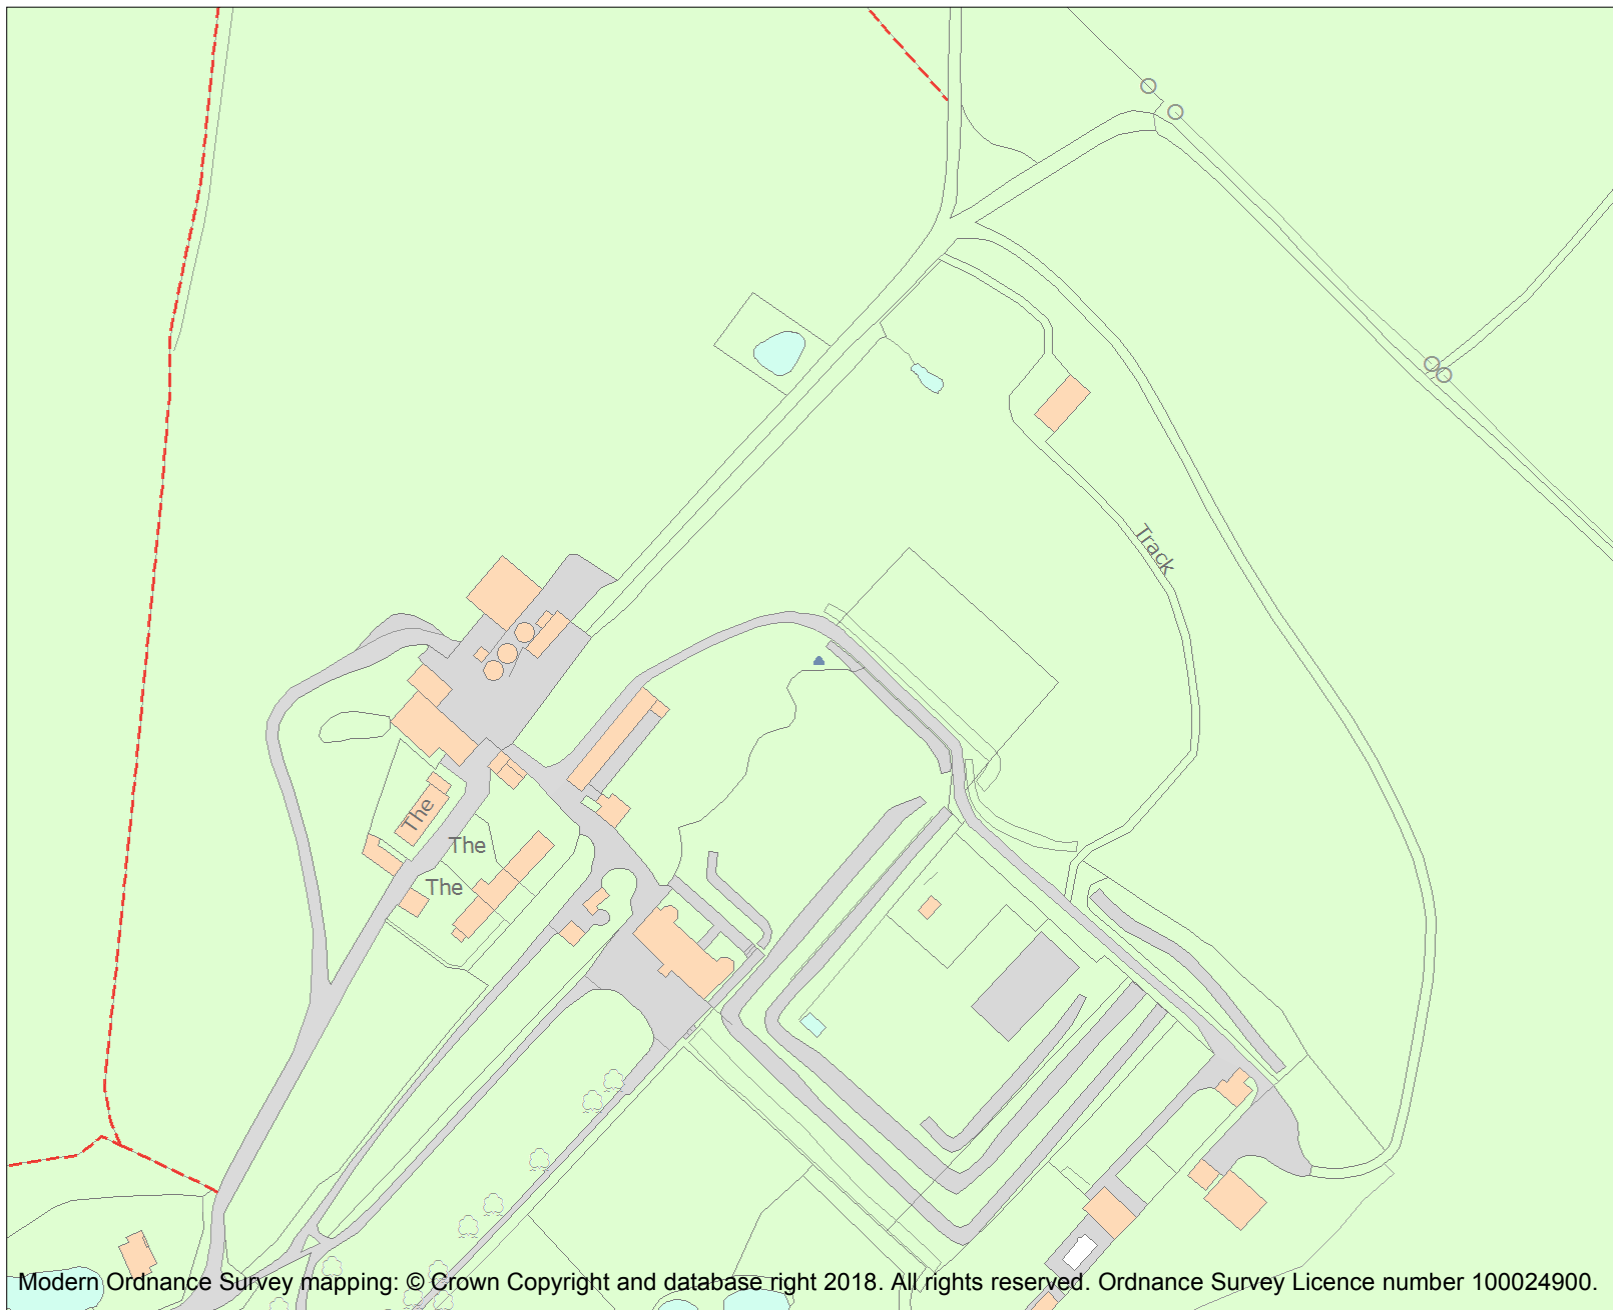 Track
The
The
The
Modern Ordnance Survey mapping: © Crown Copyright and database right 2018. All rights reserved. Ordnance Survey Licence number 100024900.